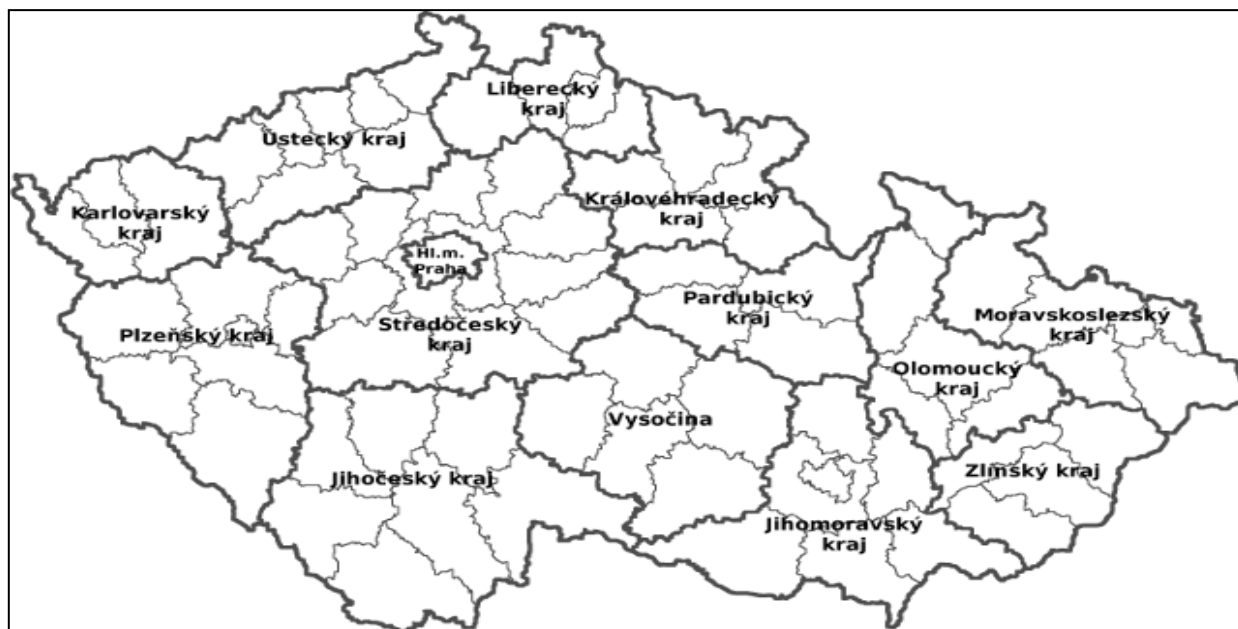 Liberecký
kraj
Ústecký kraj
Karlovarský
kraj
Královéhradecký
kraj
Hl.m.
Praha
Pardubický
kraj
Plzeňský kraj
Středočeský
kraj
Moravskoslezský
kraj
Olomoucký
kraj
Vysočina
Jihočeský kraj
Zlínský kraj
Jihomoravský
kraj